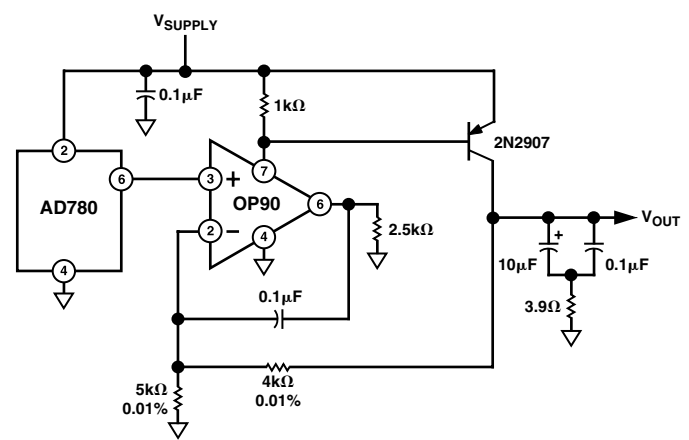 VSUPPLY
0.1μF
1kΩ
2N2907
2
6
AD780
4
3
+
7
OP90
6
2
–
4
2.5kΩ
VOUT
+
10μF
0.1μF
3.9Ω
0.1μF
4kΩ
0.01%
5kΩ
0.01%